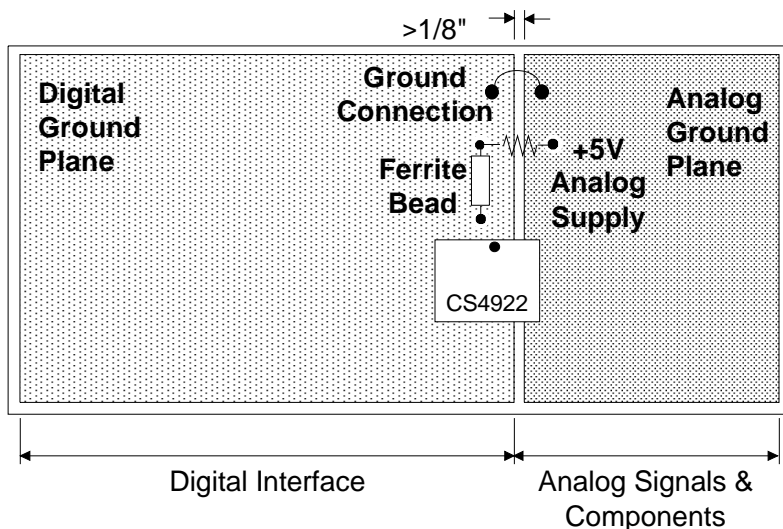 >1/8"
Digital
Ground
Plane
Ground
Connection
Analog
Ground
Plane
Ferrite
Bead
+5V
Analog
Supply
CS4922
Digital Interface
Analog Signals &
Components